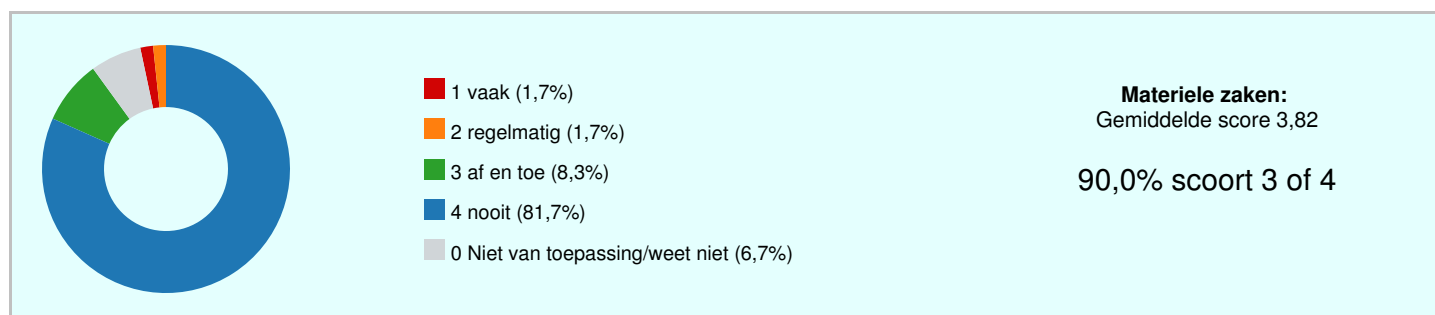 1 vaak (1,7%)
2 regelmatig (1,7%)
3 af en toe (8,3%)
4 nooit (81,7%)
0 Niet van toepassing/weet niet (6,7%)
Materiele zaken:
Gemiddelde score 3,82
90,0% scoort 3 of 4